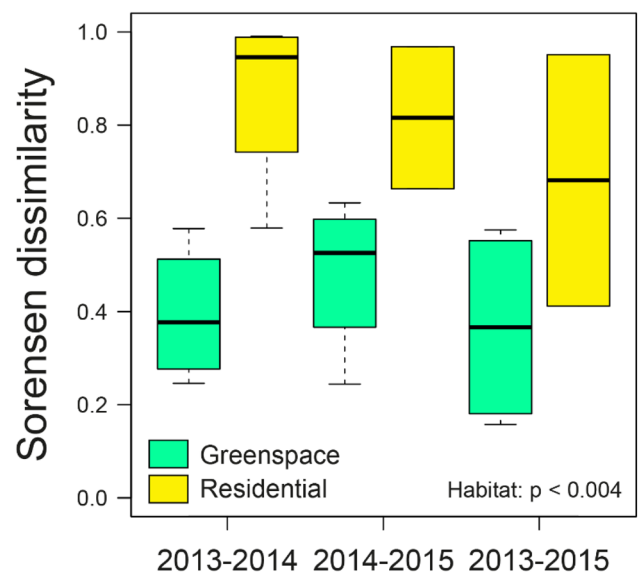 Sorensen dissimilarity
1.0
0.8
0.6
0.4
0.2
0.0
Greenspace
Residential
Habitat: p < 0.004
2013-2014 2014-2015 2013-2015